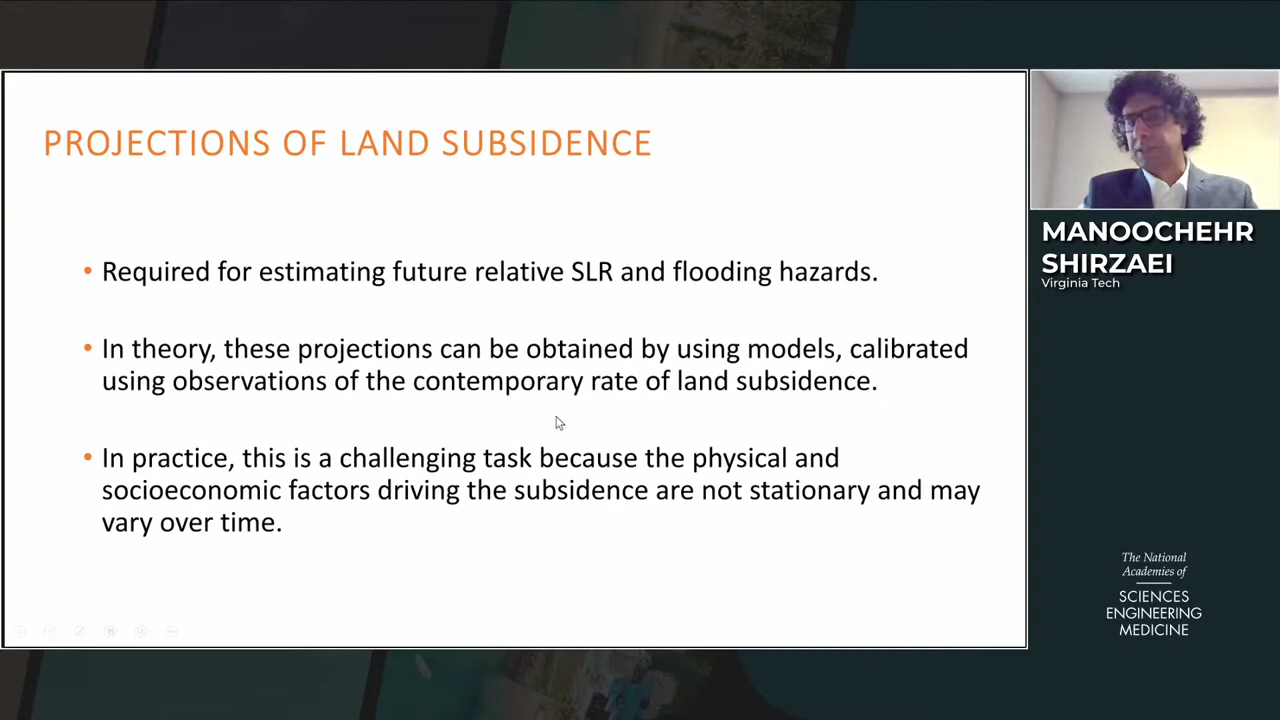 PROJECTIONS OF LAND SUBSIDENCE
• Required for estimating future relative SLR and flooding hazards.
• In theory, these projections can be obtained by using models, calibrated
using observations of the contemporary rate of land subsidence.
• In practice, this is a challenging task because the physical and
socioeconomic factors driving the subsidence are not stationary and may
vary over time.
MANOOCHEHR
SHIRZAEI
Virginia Tech
The National
Academies of
SCIENCES
ENGINEERING
MEDICINE